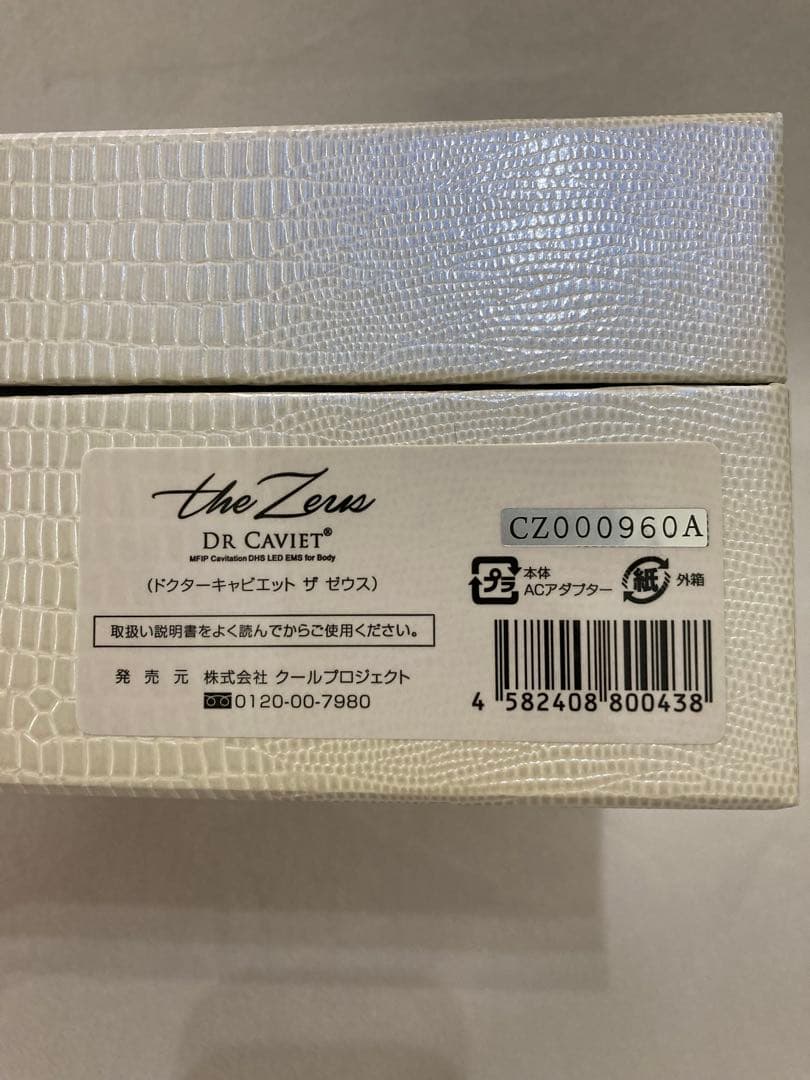 the Zeus
DR CAVIET®
MFIP Cavitation DHS LED EMS for Body
(ドクターキャビエット ザ ゼウス)
取扱い説明書をよく読んでからご使用ください。
発売元 株式会社 クールプロジェクト
0120-00-7980
CZ000960A
プラ 本体
ACアダプター
紙 外箱
4 582408 800438